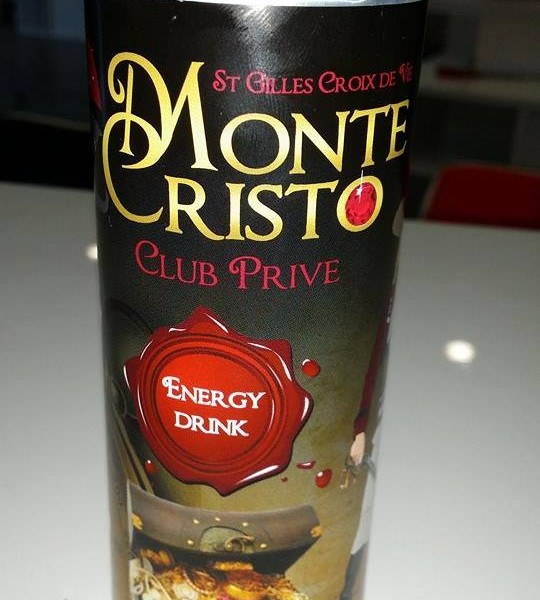 St Gilles Croix de Vie
Monte
Cristo
Club Prive
Energy
drink